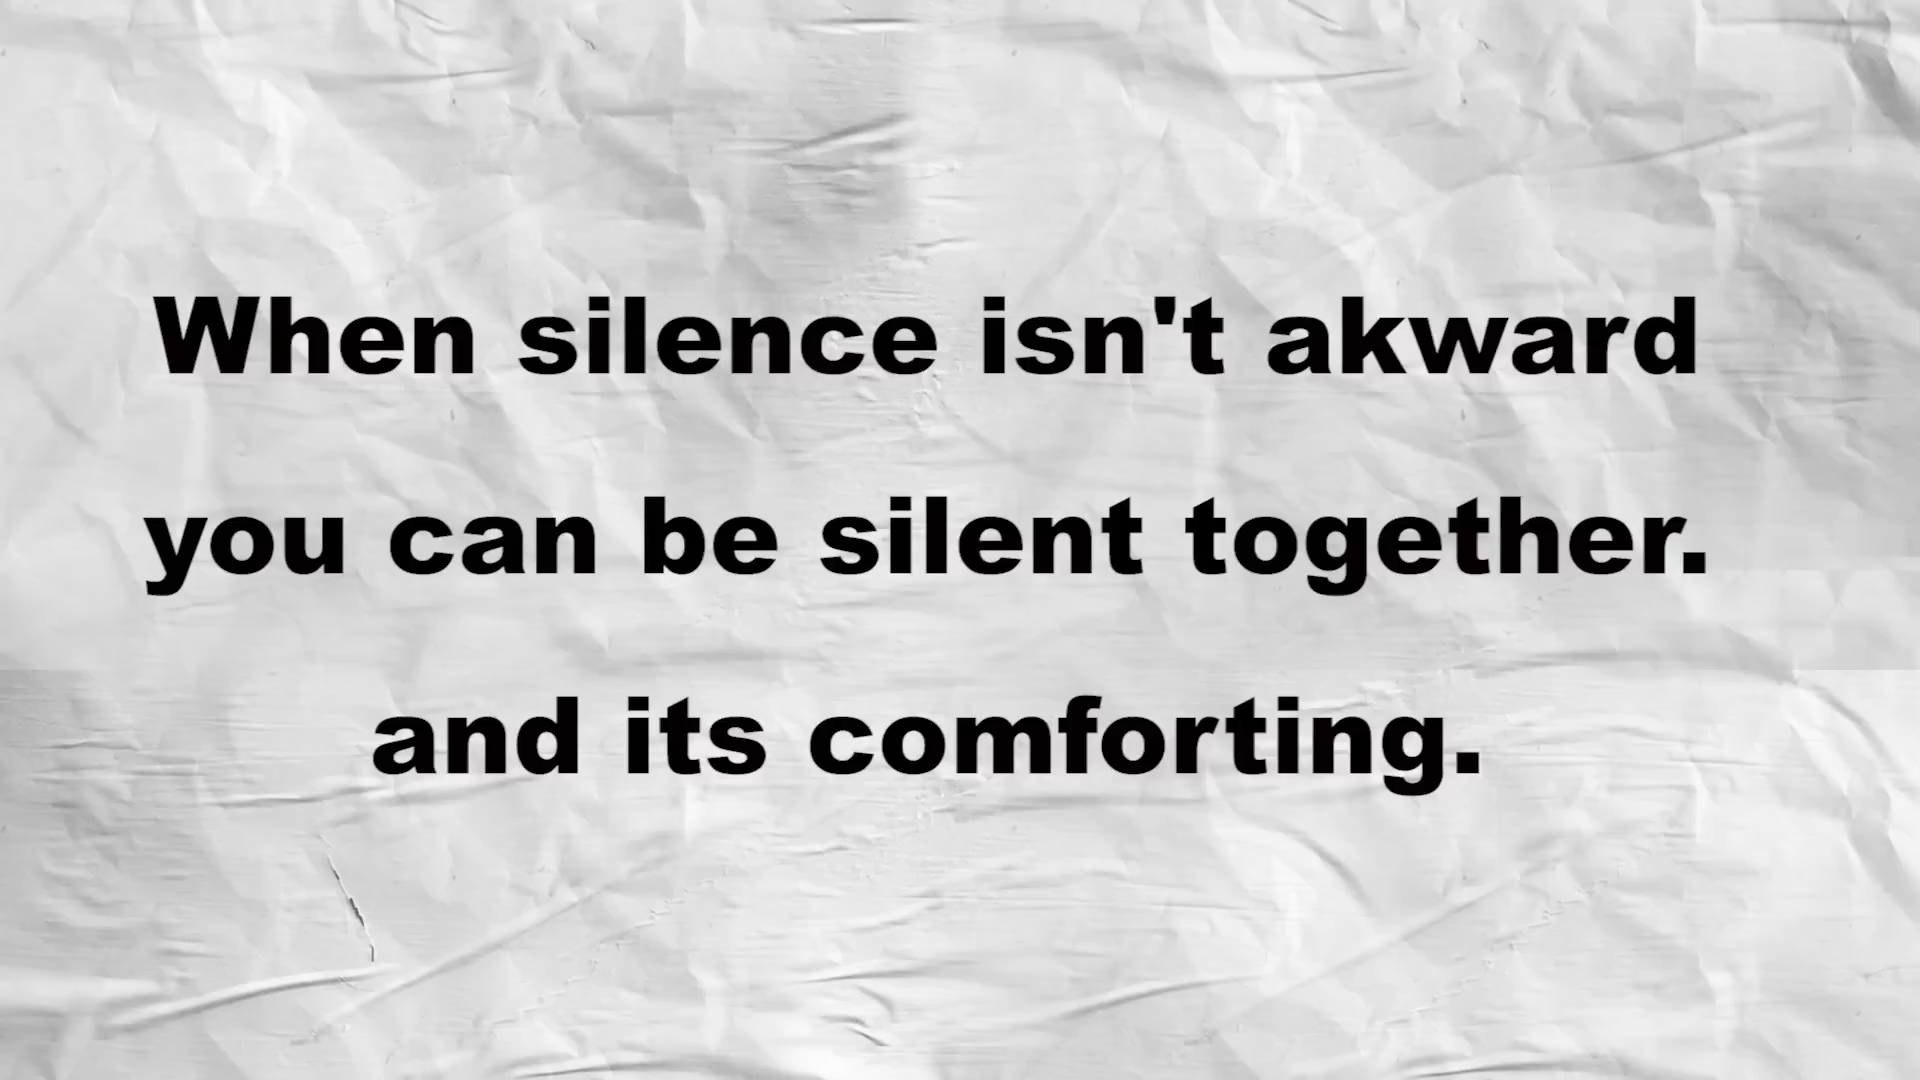 When silence isn't akward
you can be silent together.
and its comforting.